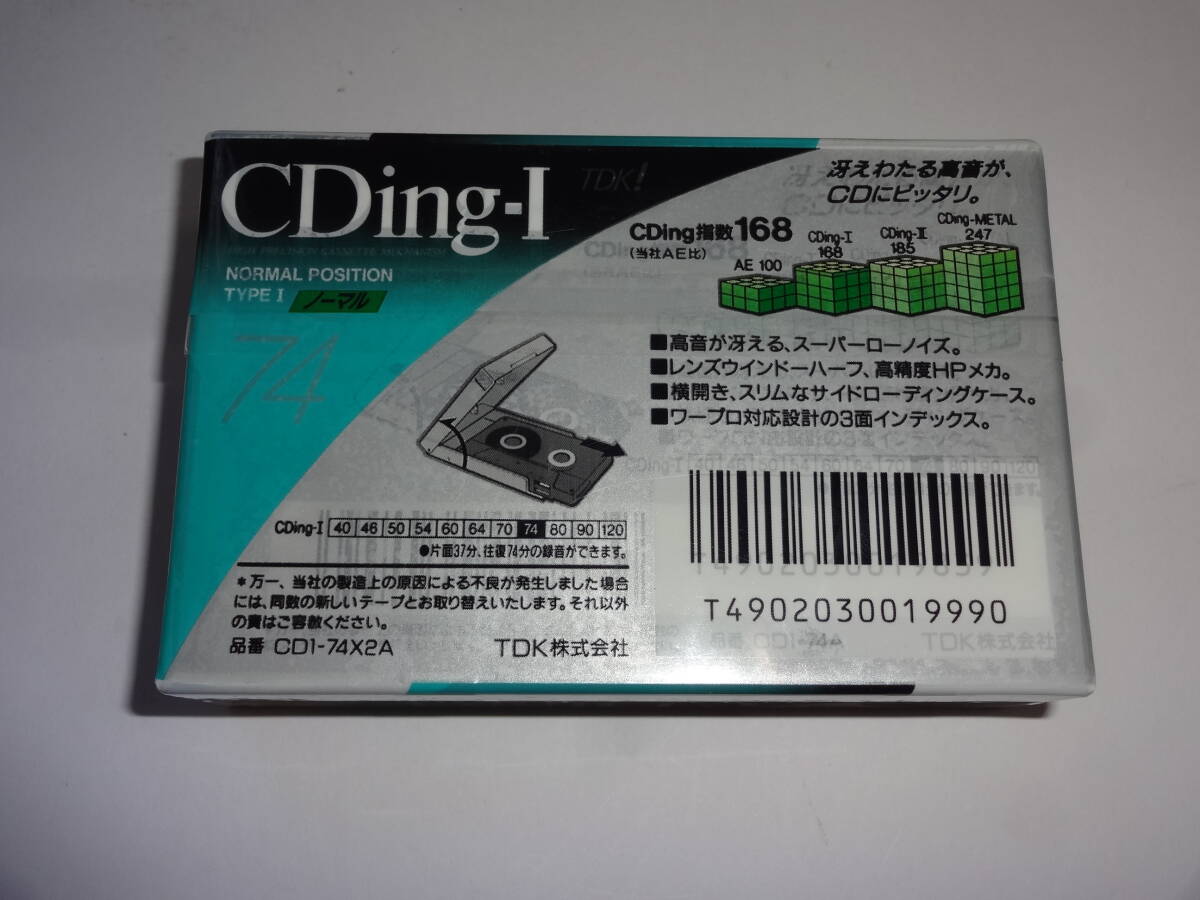 CDing-I
TDK!
HIGH PRECISION CASSETTE MECHANISM
NORMAL POSITION
TYPE I ノーマル
74
冴えわたる高音が、
CDにピッタリ。
CDing指数168
(当社AE比)
AE 100
CDing-I
168
CDing-II
185
CDing-METAL
247
■高音が冴える、スーパーローノイズ。
■レンズウインドーハーフ、高精度HPメカ。
■横開き、スリムなサイドローディングケース。
■ワープロ対応設計の3面インデックス。
CDing-I 40 46 50 54 60 64 70 74 80 90 120
●片面37分、往復74分の録音ができます。
*万一、当社の製造上の原因による不良が発生しました場合
には、同数の新しいテープとお取り替えいたします。それ以外
の責はご容赦ください。
品番 CD1-74X2A
TDK株式会社
T4902030019990
CD1-74A